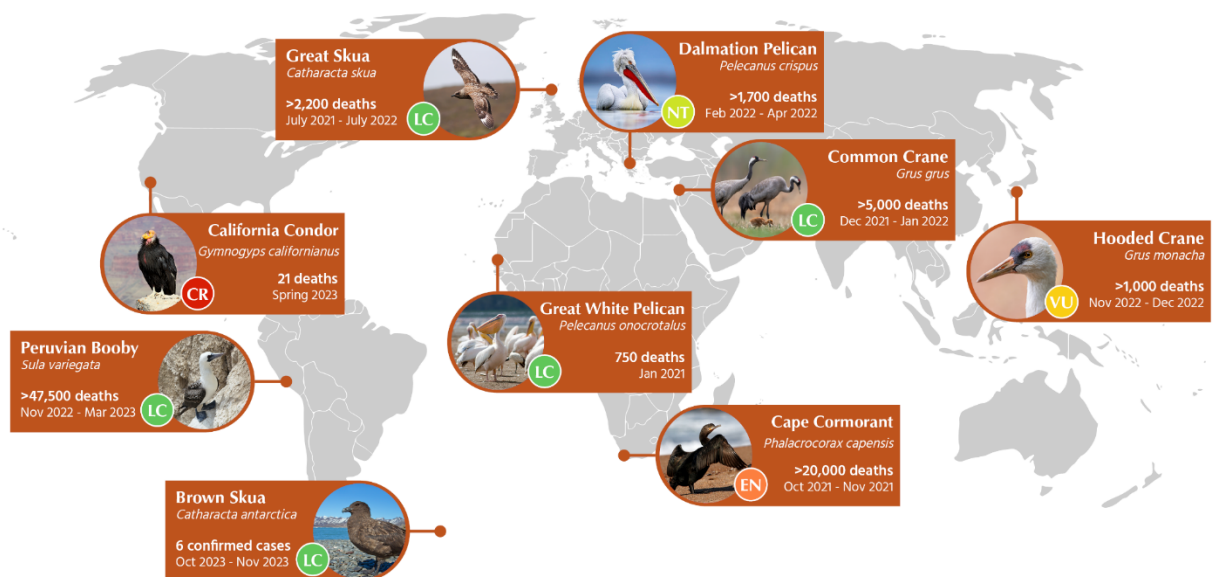 Great Skua
Catharacta skua
>2,200 deaths
July 2021 - July 2022
LC
Dalmation Pelican
Pelecanus crispus
>1,700 deaths
Feb 2022 - Apr 2022
NT
Common Crane
Grus grus
>5,000 deaths
Dec 2021 - Jan 2022
LC
California Condor
Gymnogyps californianus
21 deaths
Spring 2023
CR
Hooded Crane
Grus monacha
>1,000 deaths
Nov 2022 - Dec 2022
VU
Great White Pelican
Pelecanus onocrotalus
750 deaths
Jan 2021
LC
Peruvian Booby
Sula variegata
>47,500 deaths
Nov 2022 - Mar 2023
LC
Cape Cormorant
Phalacrocorax capensis
>20,000 deaths
Oct 2021 - Nov 2021
EN
Brown Skua
Catharacta antarctica
6 confirmed cases
Oct 2023 - Nov 2023
LC